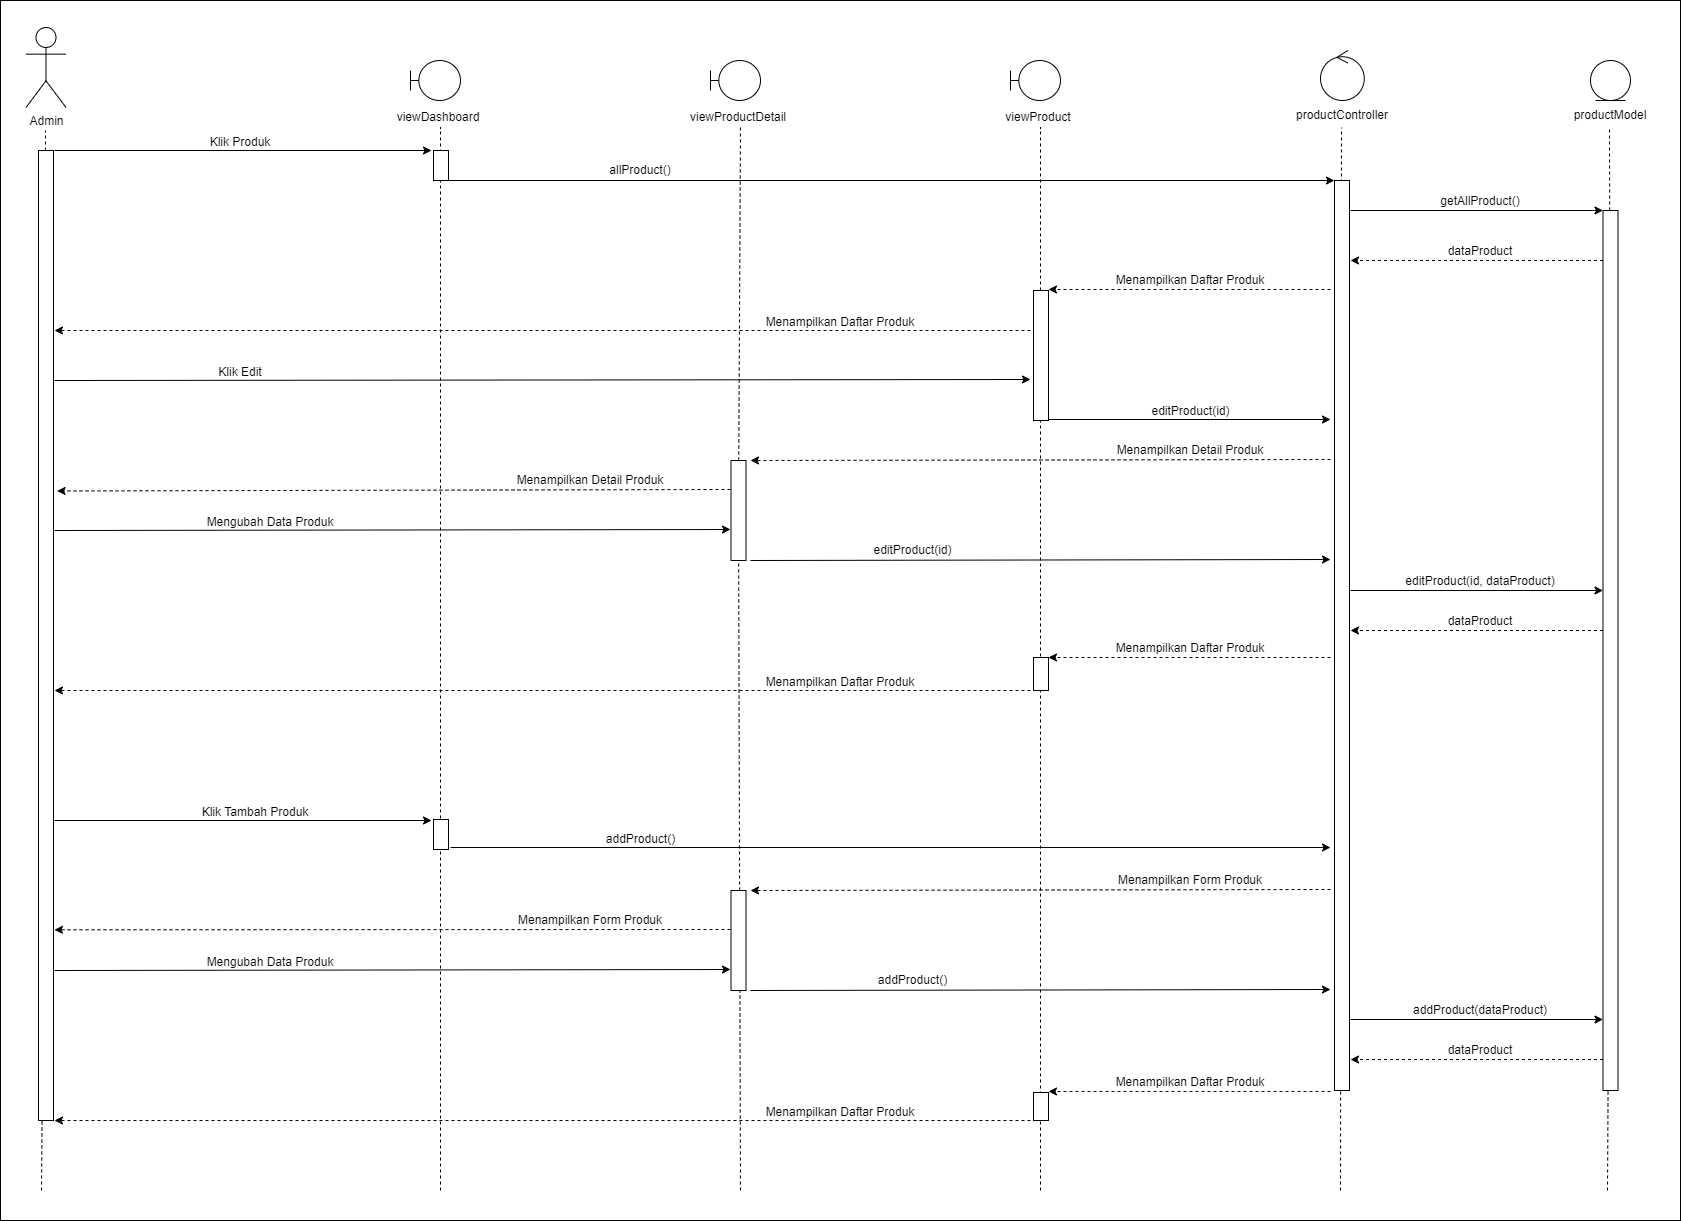 Admin
viewDashboard
viewProductDetail
viewProduct
productController
productModel
Klik Produk
allProduct()
getAllProduct()
dataProduct
Menampilkan Daftar Produk
Menampilkan Daftar Produk
Klik Edit
editProduct(id)
Menampilkan Detail Produk
Menampilkan Detail Produk
Mengubah Data Produk
editProduct(id)
editProduct(id, dataProduct)
dataProduct
Menampilkan Daftar Produk
Menampilkan Daftar Produk
Klik Tambah Produk
addProduct()
Menampilkan Form Produk
Menampilkan Form Produk
Mengubah Data Produk
addProduct()
addProduct(dataProduct)
dataProduct
Menampilkan Daftar Produk
Menampilkan Daftar Produk